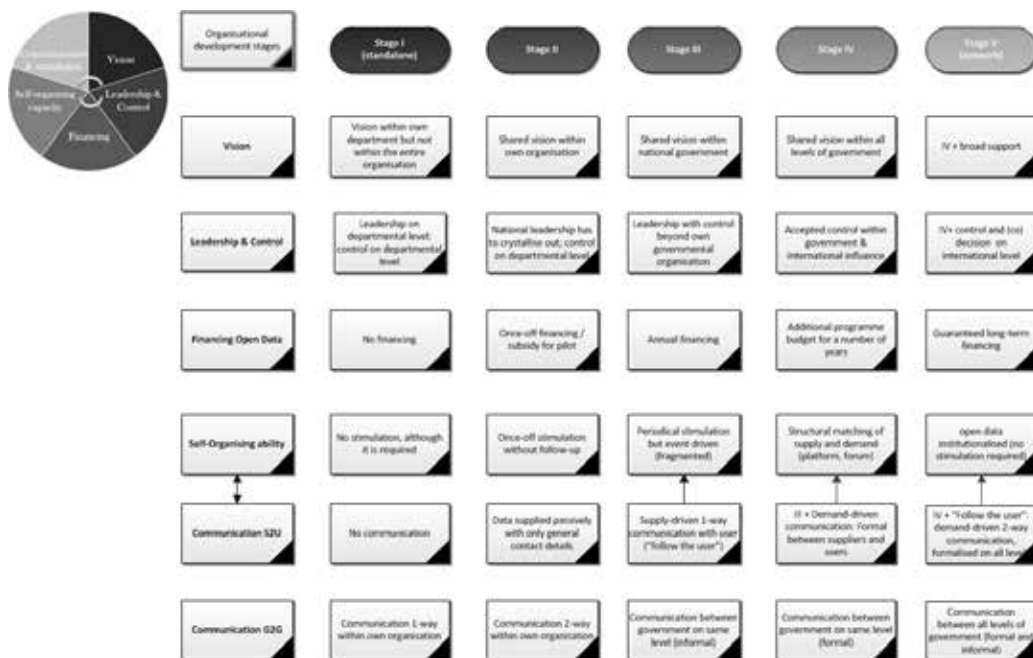 Vision
Leadership &
Control
Financing
Self-organising
capacity
Organisational
development stages
Stage I
(standalone)
Stage II
Stage III
Stage IV
Stage V
(network)
Vision
Vision within own
department but not
within the entire
organisation
Shared vision within
own organisation
Shared vision within
national government
Shared vision within all
levels of government
IV + broad support
Leadership & Control
Leadership on
departmental level;
control on departmental
level
National leadership has
to crystallise out; control
on departmental level
Leadership with control
beyond own
governmental
organisation
Accepted control within
government &
international influence
IV+ control and (co)
decision on
international level
Financing Open Data
No financing
Once-off financing /
subsidy for pilot
Annual financing
Additional programme
budget for a number of
years
Guaranteed long-term
financing
Self-Organising ability
No stimulation, although
it is required
Once-off stimulation
without follow-up
Periodical stimulation
but event driven
(fragmented)
Structural matching of
supply and demand
(platform, forum)
open data
institutionalised (no
stimulation required)
Communication S2U
No communication
Data supplied passively
with only general
contact details
Supply-driven 1-way
communication with user
("follow the user")
III + Demand-driven
communication: Formal
between suppliers and
users
IV + "Follow the user":
demand-driven 2-way
communication,
formalised on all level
Communication G2G
Communication 1-way
within own organisation
Communication 2-way
within own organisation
Communication between
government on same
level (informal)
Communication between
government on same level
(formal)
Communication
between all levels of
government (formal an
informal)